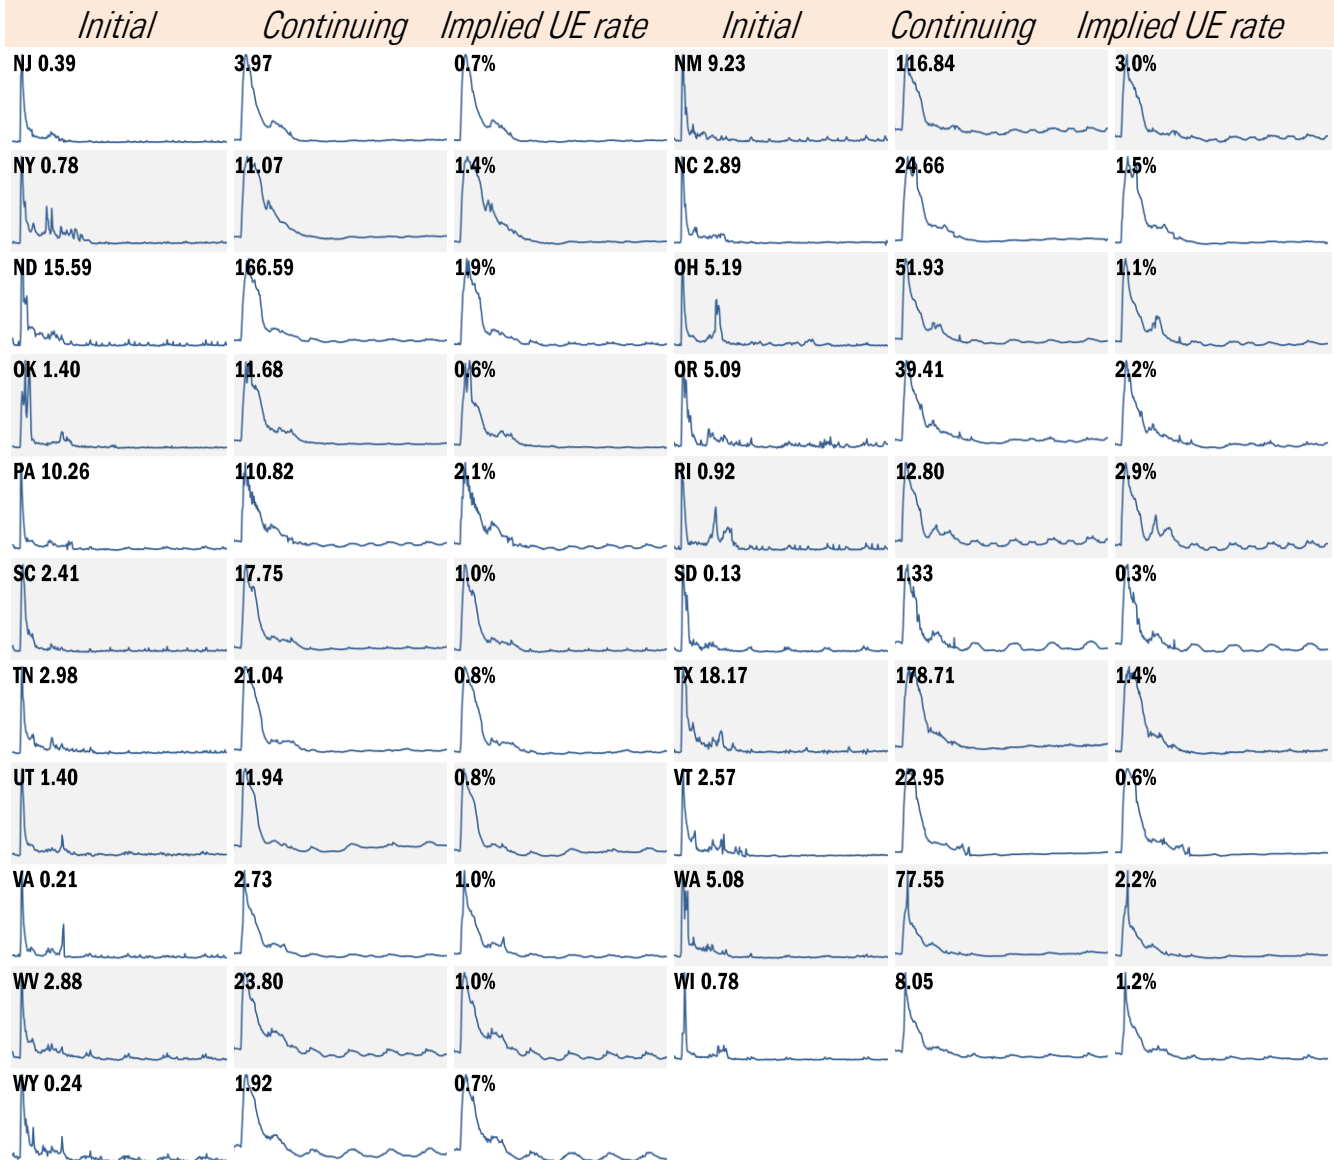 Initial Continuing Implied UE rate Initial Continuing Implied UE rate
NJ 0.39 3.97 0.7% NM 9.23 116.84 3.0%
NY 0.78 11.07 1.4% NC 2.89 24.66 1.5%
ND 15.59 166.59 1.9% OH 5.19 51.93 1.1%
OK 1.40 11.68 0.6% OR 5.09 39.41 2.2%
PA 10.26 110.82 2.1% RI 0.92 12.80 2.9%
SC 2.41 17.75 1.0% SD 0.13 1.33 0.3%
TN 2.98 21.04 0.8% TX 18.17 178.71 1.4%
UT 1.40 11.94 0.8% VT 2.57 22.95 0.6%
VA 0.21 2.73 1.0% WA 5.08 77.55 2.2%
WV 2.88 23.80 1.0% WI 0.78 8.05 1.2%
WY 0.24 1.92 0.7%